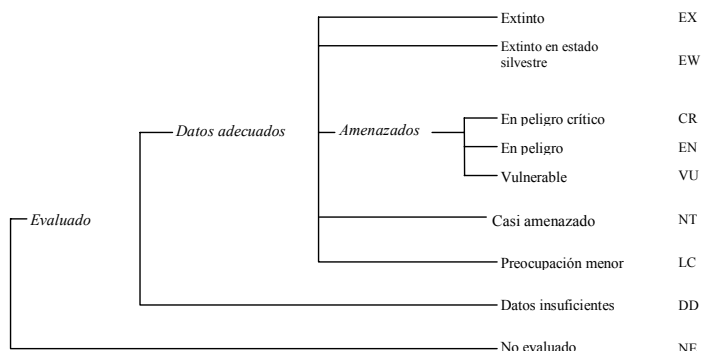 Extinto EX
Extinto en estado
silvestre EW
En peligro crítico CR
Datos adecuados Amenazados
En peligro EN
Vulnerable VU
Evaluado
Casi amenazado NT
Preocupación menor LC
Datos insuficientes DD
No evaluado NE